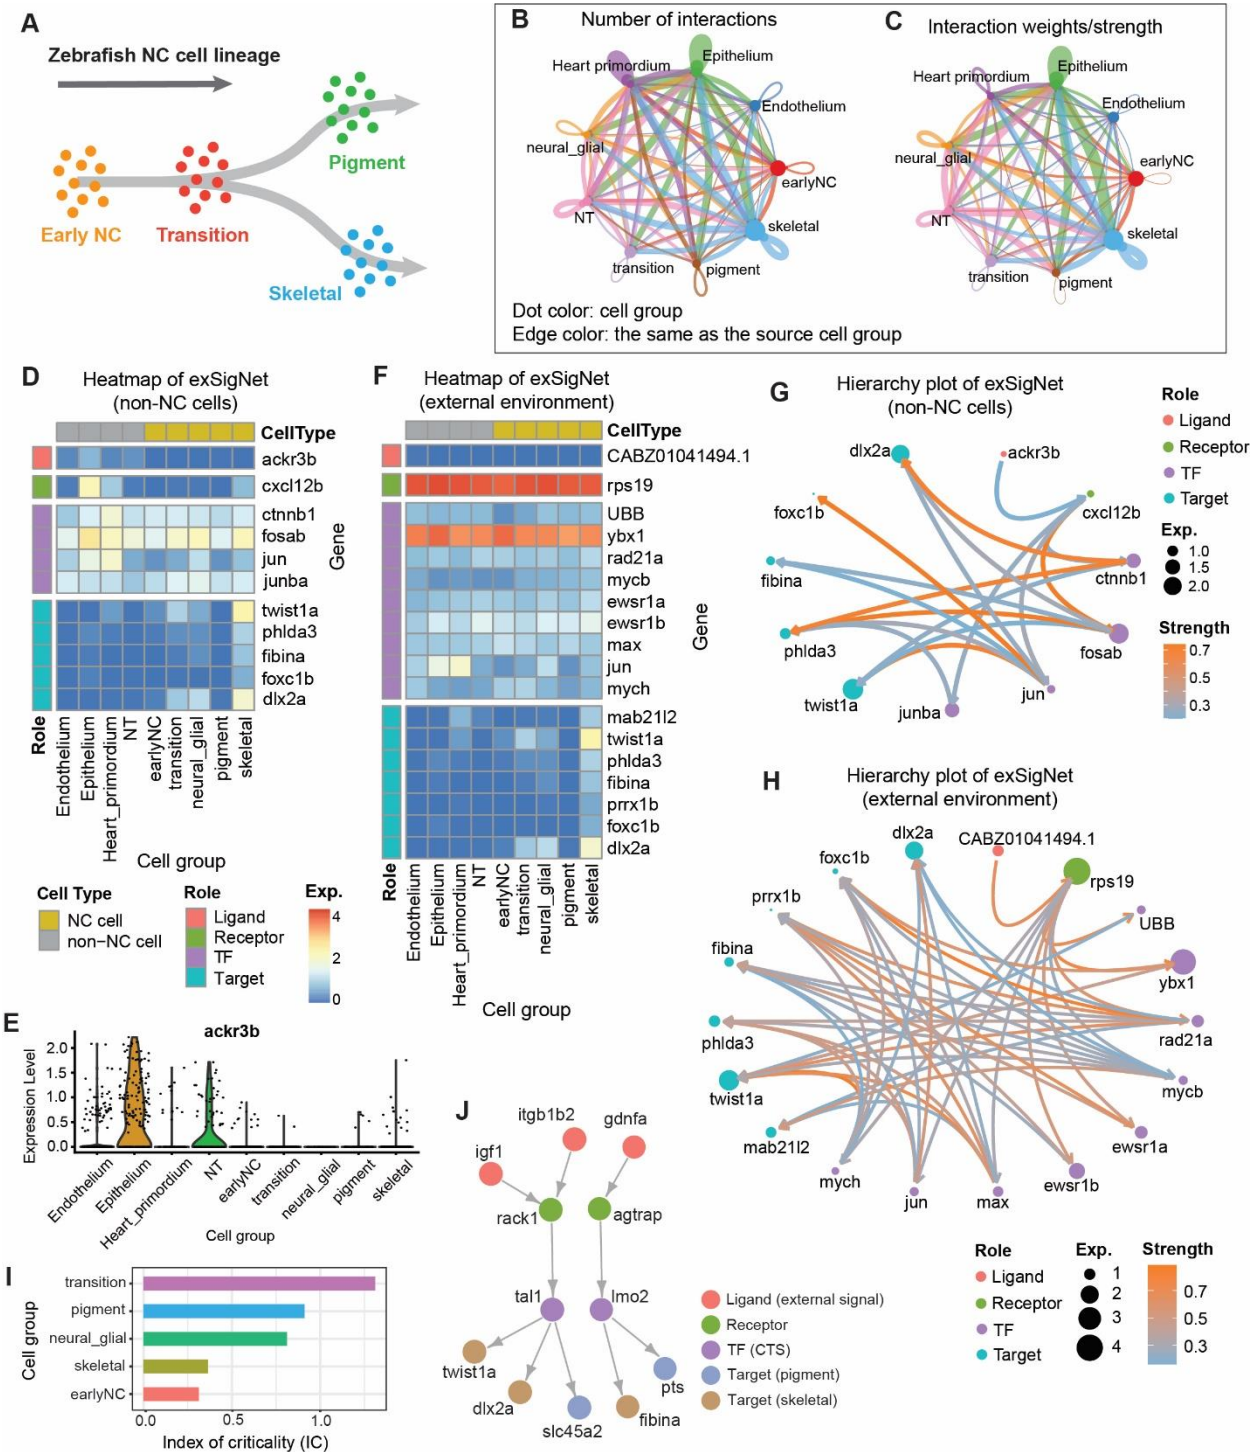 A
Zebrafish NC cell lineage
Early NC
Transition
Pigment
Skeletal
B
Number of interactions
Heart primordium
Epithelium
Endothelium
neural_glial
earlyNC
NT
skeletal
transition
pigment
C
Interaction weights/strength
Heart primordium
Epithelium
Endothelium
neural_glial
earlyNC
NT
skeletal
transition
pigment
Dot color: cell group
Edge color: the same as the source cell group
D
Heatmap of exSigNet
(non-NC cells)
CellType
ackr3b
cxcl12b
ctnnb1
fosab
jun
junba
twist1a
phlda3
fibina
foxc1b
dlx2a
Gene
Role
Endothelium
Epithelium
Heart_primordium
NT
earlyNC
transition
neural_glial
pigment
skeletal
Cell group
Cell Type
NC cell
non-NC cell
Role
Ligand
Receptor
TF
Target
Exp.
4
2
0
F
Heatmap of exSigNet
(external environment)
CellType
CABZ01041494.1
rps19
UBB
ybx1
rad21a
mycb
ewsr1a
ewsr1b
max
jun
mych
mab21l2
twist1a
phlda3
fibina
prrx1b
foxc1b
dlx2a
Gene
Role
Endothelium
Epithelium
Heart_primordium
NT
earlyNC
transition
neural_glial
pigment
skeletal
Cell group
G
Hierarchy plot of exSigNet
(non-NC cells)
dlx2a
ackr3b
foxc1b
cxcl12b
fibina
ctnnb1
phlda3
fosab
twist1a
junba
jun
Role
Ligand
Receptor
TF
Target
Exp.
1.0
1.5
2.0
Strength
0.7
0.5
0.3
H
Hierarchy plot of exSigNet
(external environment)
dlx2a
CABZ01041494.1
foxc1b
rps19
prrx1b
UBB
fibina
ybx1
phlda3
rad21a
twist1a
mycb
mab21l2
ewsr1a
mych
ewsr1b
jun
max
Role
Ligand
Receptor
TF
Target
Exp.
1
2
3
4
Strength
0.7
0.5
0.3
E
ackr3b
Expression Level
2.0
1.5
1.0
0.5
0.0
Endothelium
Epithelium
Heart_primordium
NT
earlyNC
transition
neural_glial
pigment
skeletal
Cell group
I
Cell group
transition
pigment
neural_glial
skeletal
earlyNC
0.0
0.5
1.0
Index of criticality (IC)
J
itgb1b2
gdnfa
igf1
rack1
agtrap
tal1
lmo2
twist1a
pts
dlx2a
slc45a2
fibina
Ligand (external signal)
Receptor
TF (CTS)
Target (pigment)
Target (skeletal)